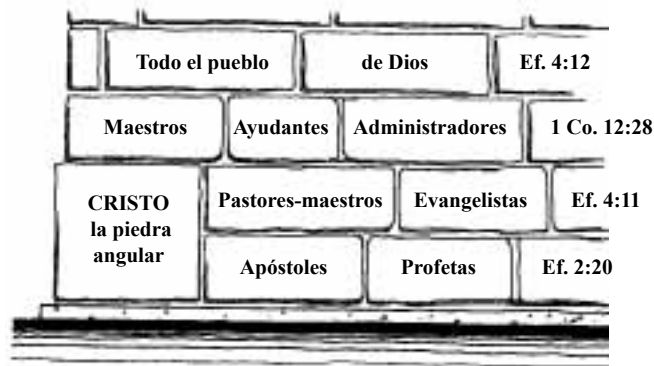 Todo el pueblo de Dios Ef. 4:12
Maestros Ayudantes Administradores 1 Co. 12:28
CRISTO
la piedra
angular
Pastores-maestros Evangelistas Ef. 4:11
Apóstoles Profetas Ef. 2:20